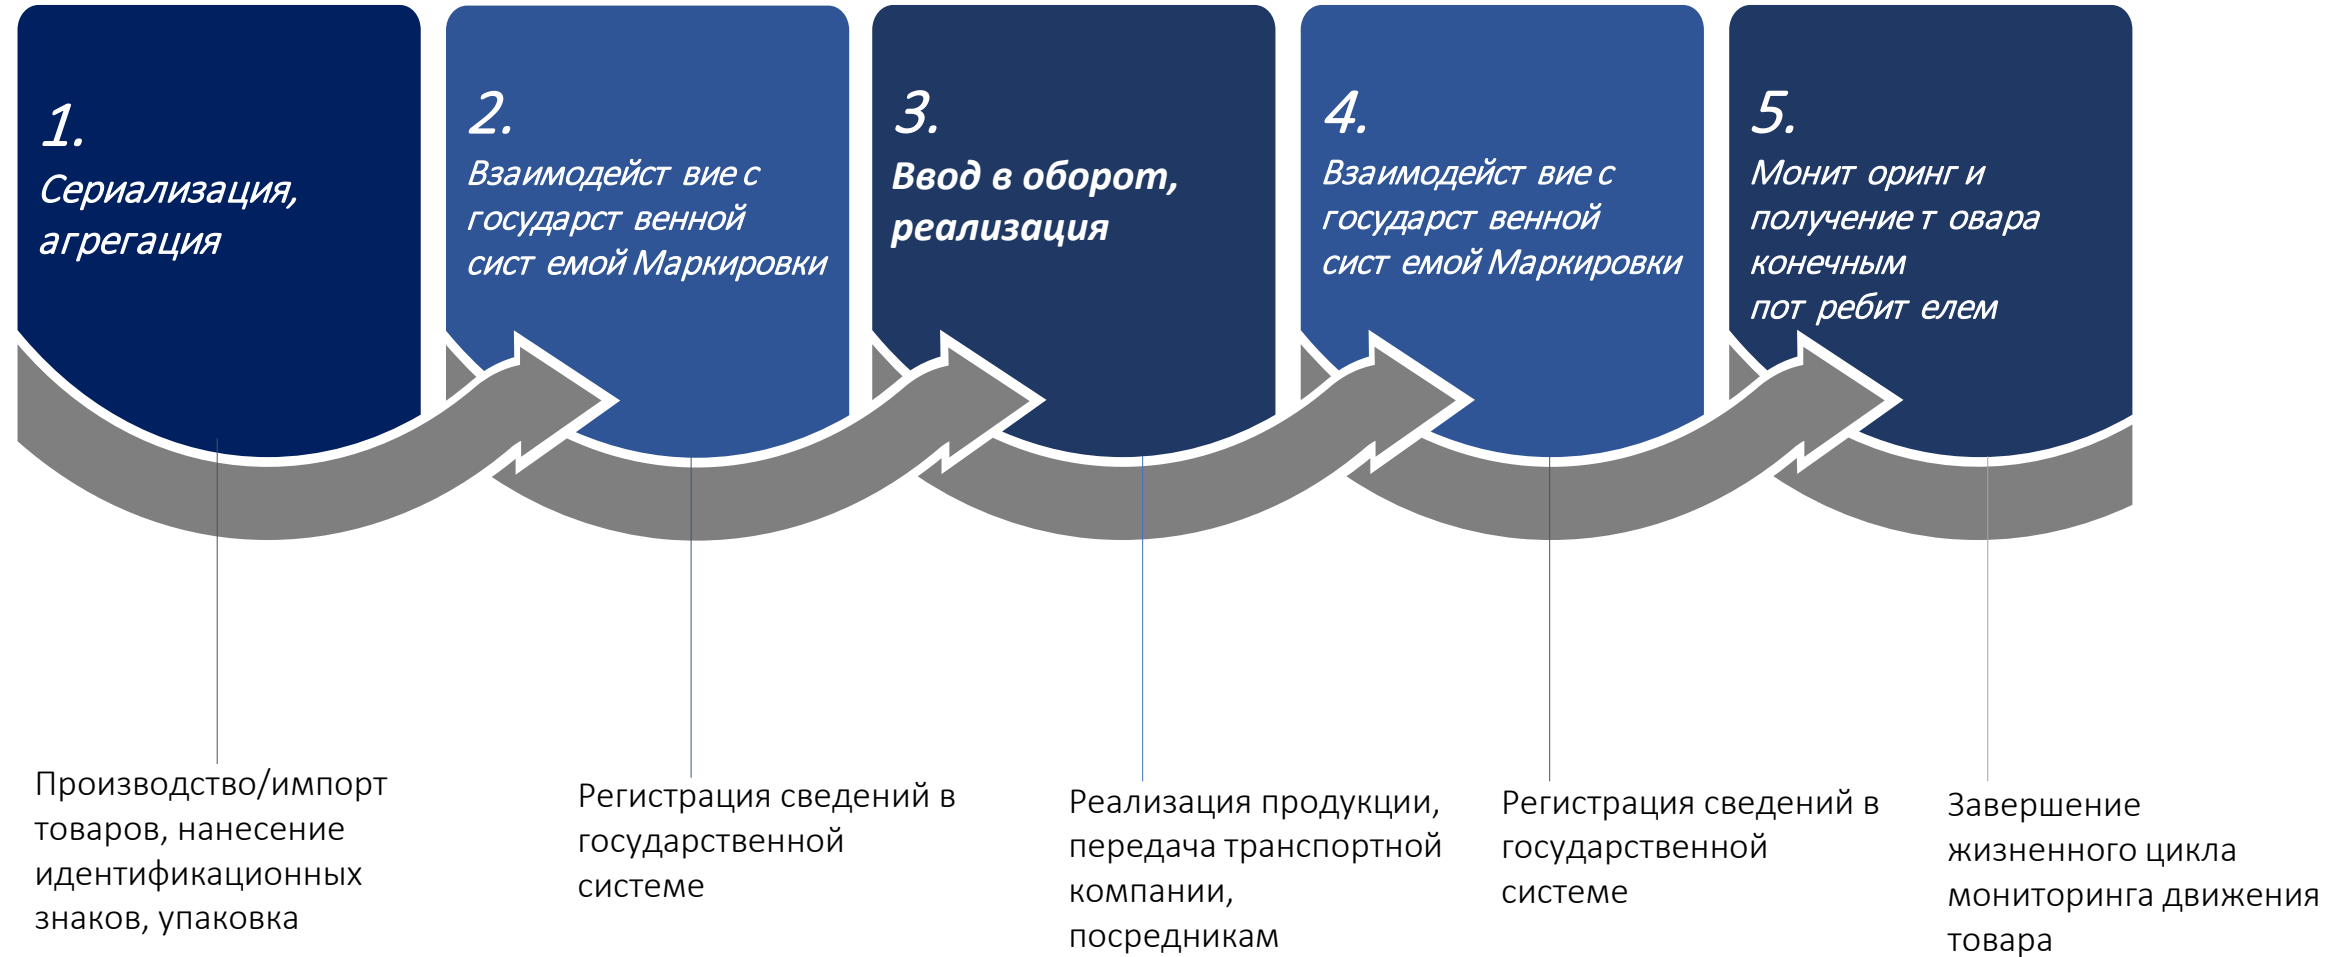 1.
Сериализация,
агрегация
2.
Взаимодейст вие с
государст венной
сист емой Маркировки
3.
Ввод в оборот,
реализация
4.
Взаимодейст вие с
государст венной
сист емой Маркировки
5.
Монит оринг и
получение т овара
конечным
пот ребит елем
Производство/импорт
товаров, нанесение
идентификационных
знаков, упаковка
Регистрация сведений в
государственной
системе
Реализация продукции,
передача транспортной
компании,
посредникам
Регистрация сведений в
государственной
системе
Завершение
жизненного цикла
мониторинга движения
товара